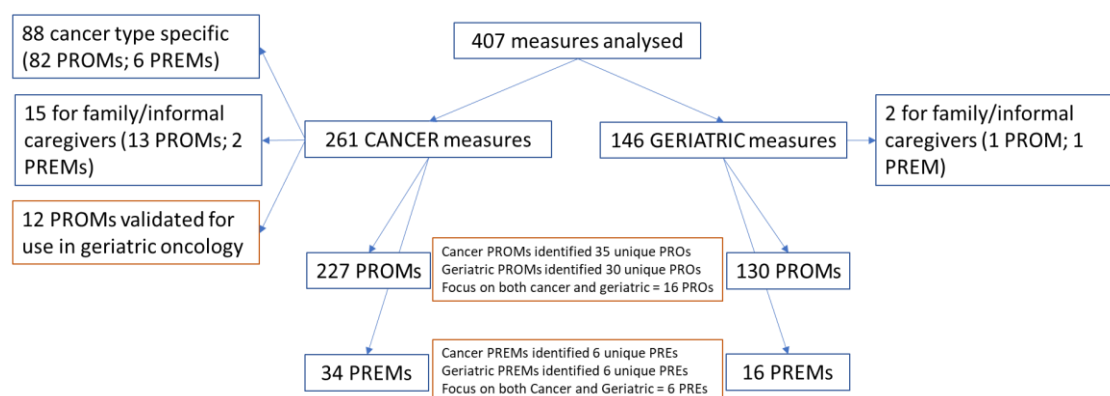 407 measures analysed
88 cancer type specific
(82 PROMs; 6 PREMs)
15 for family/informal
caregivers (13 PROMs; 2
PREMs)
12 PROMs validated for
use in geriatric oncology
261 CANCER measures
146 GERIATRIC measures
2 for family/informal
caregivers (1 PROM; 1
PREM)
227 PROMs
Cancer PROMs identified 35 unique PROs
Geriatric PROMs identified 30 unique PROs
Focus on both cancer and geriatric = 16 PROs
130 PROMs
34 PREMs
Cancer PREMs identified 6 unique PREs
Geriatric PREMs identified 6 unique PREs
Focus on both Cancer and Geriatric = 6 PREs
16 PREMs